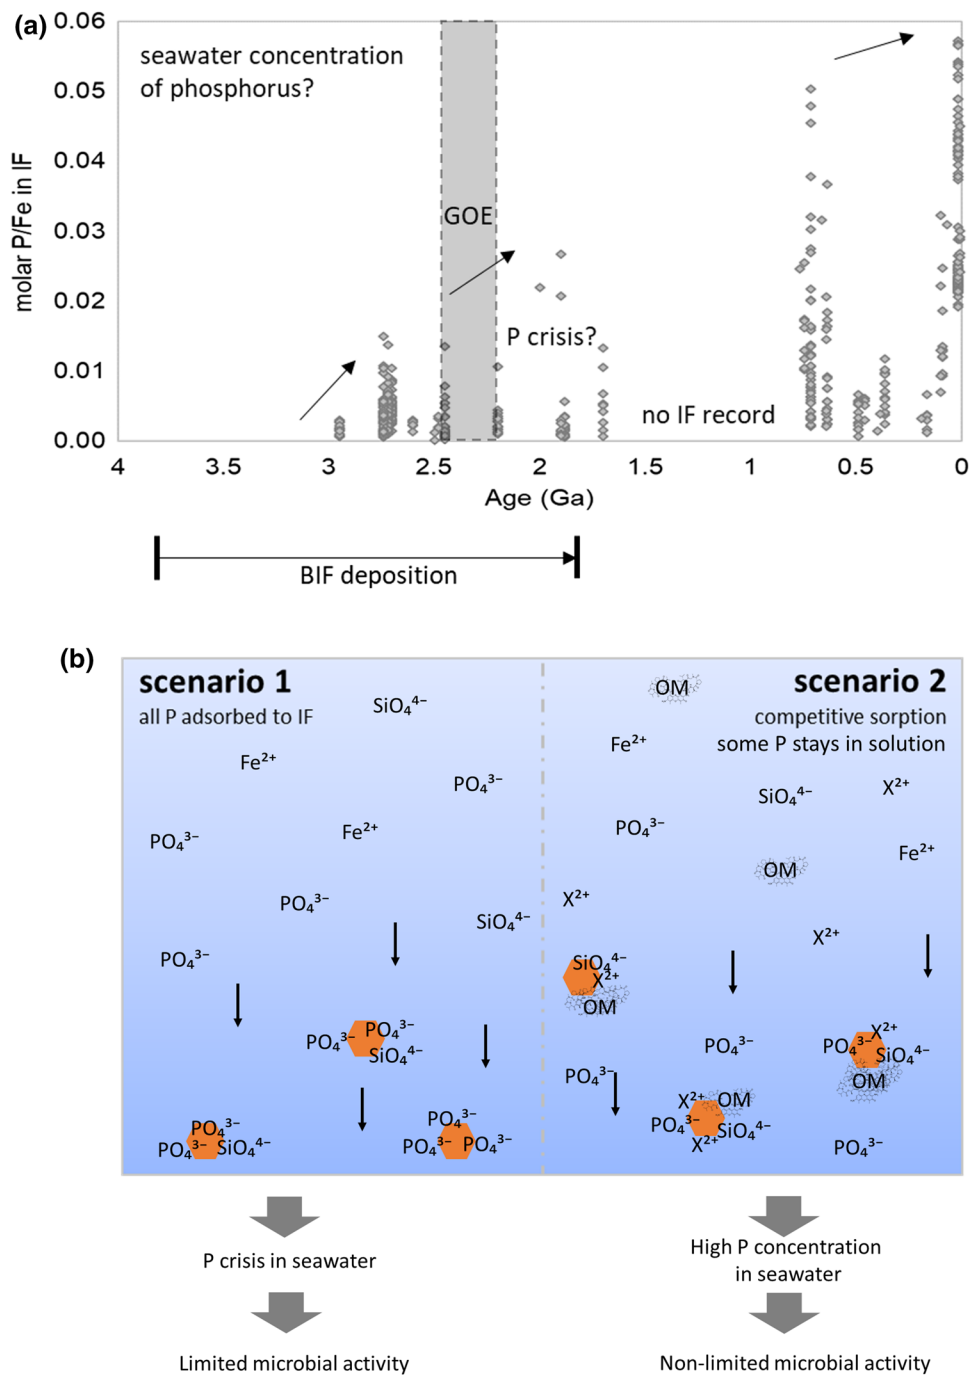 (a)
0.06
0.05
0.04
0.03
0.02
0.01
0.00
molar P/Fe in IF
seawater concentration
of phosphorus?
GOE
P crisis?
no IF record
4
3
2.5
2
1.5
1
0.5
0
Age (Ga)
BIF deposition
(b)
scenario 1
all P adsorbed to IF
SiO₄⁴⁻
Fe²⁺
PO₄³⁻
Fe²⁺
PO₄³⁻
PO₄³⁻
SiO₄⁴⁻
PO₄³⁻
PO₄³⁻
PO₄³⁻
SiO₄⁴⁻
PO₄³⁻
PO₄³⁻
SiO₄⁴⁻
PO₄³⁻
PO₄³⁻
PO₄³⁻
scenario 2
competitive sorption
some P stays in solution
OM
Fe²⁺
X²⁺
SiO₄⁴⁻
PO₄³⁻
Fe²⁺
OM
X²⁺
X²⁺
SiO₄⁴⁻
X²⁺
OM
PO₄³⁻
X²⁺
PO₄³⁻
SiO₄⁴⁻
OM
PO₄³⁻
X²⁺
OM
PO₄³⁻
SiO₄⁴⁻
X²⁺
PO₄³⁻
P crisis in seawater
Limited microbial activity
High P concentration
in seawater
Non-limited microbial activity